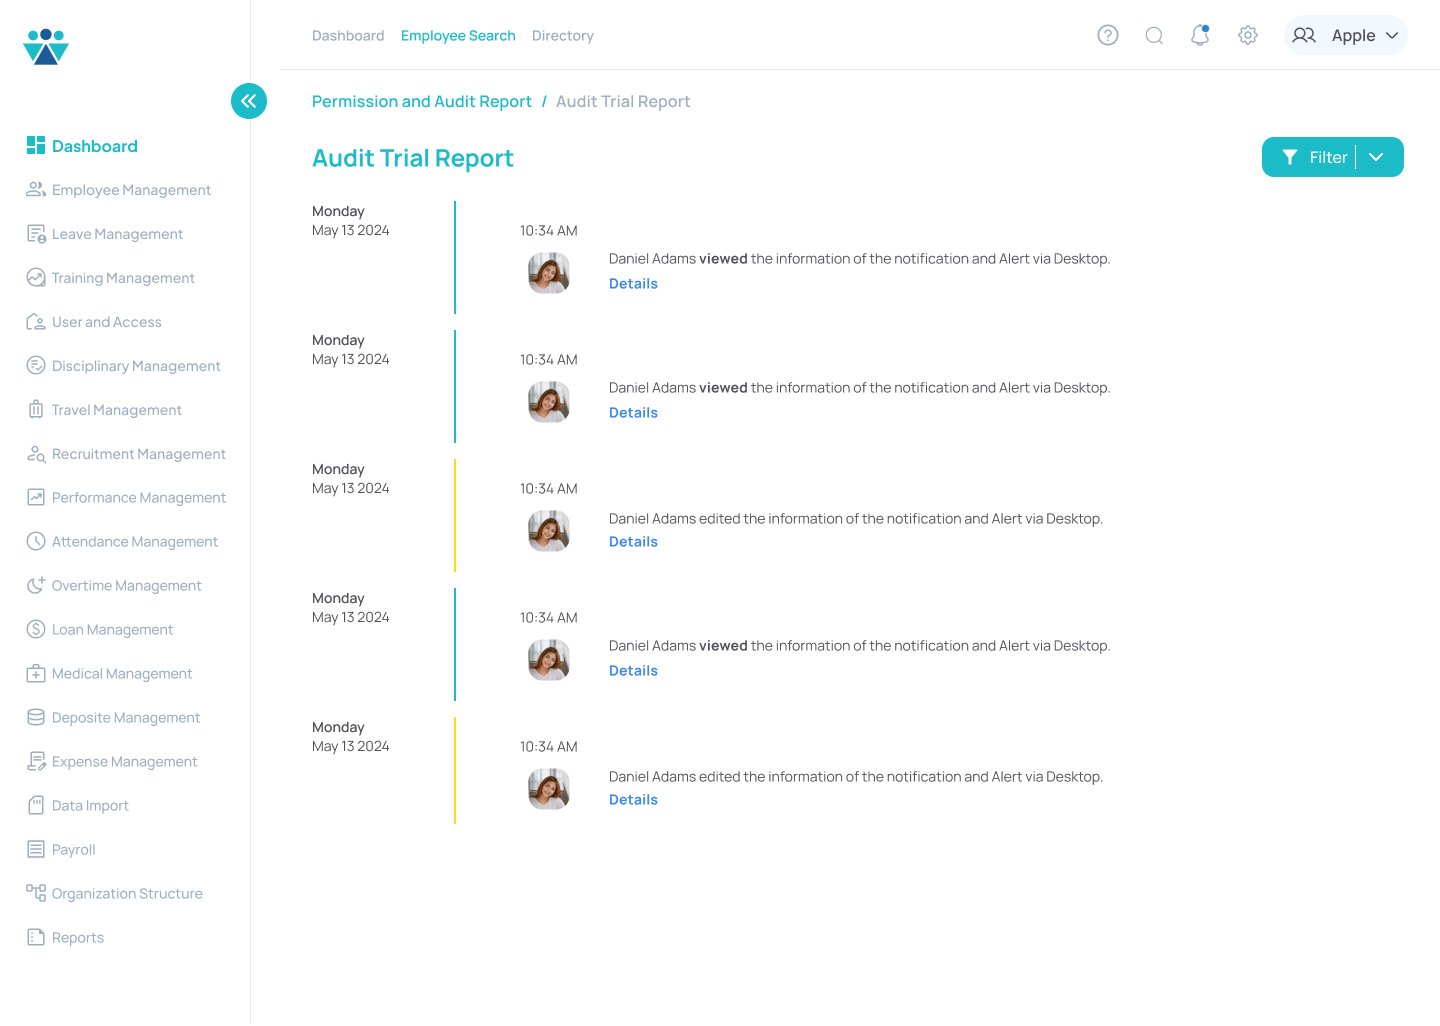 Dashboard Employee Search Directory
Apple
Permission and Audit Report / Audit Trial Report
Audit Trial Report
Filter
Dashboard
Employee Management
Leave Management
Training Management
User and Access
Disciplinary Management
Travel Management
Recruitment Management
Performance Management
Attendance Management
Overtime Management
Loan Management
Medical Management
Deposite Management
Expense Management
Data Import
Payroll
Organization Structure
Reports
Monday
May 13 2024
10:34 AM
Daniel Adams viewed the information of the notification and Alert via Desktop.
Details
Monday
May 13 2024
10:34 AM
Daniel Adams viewed the information of the notification and Alert via Desktop.
Details
Monday
May 13 2024
10:34 AM
Daniel Adams edited the information of the notification and Alert via Desktop.
Details
Monday
May 13 2024
10:34 AM
Daniel Adams viewed the information of the notification and Alert via Desktop.
Details
Monday
May 13 2024
10:34 AM
Daniel Adams edited the information of the notification and Alert via Desktop.
Details